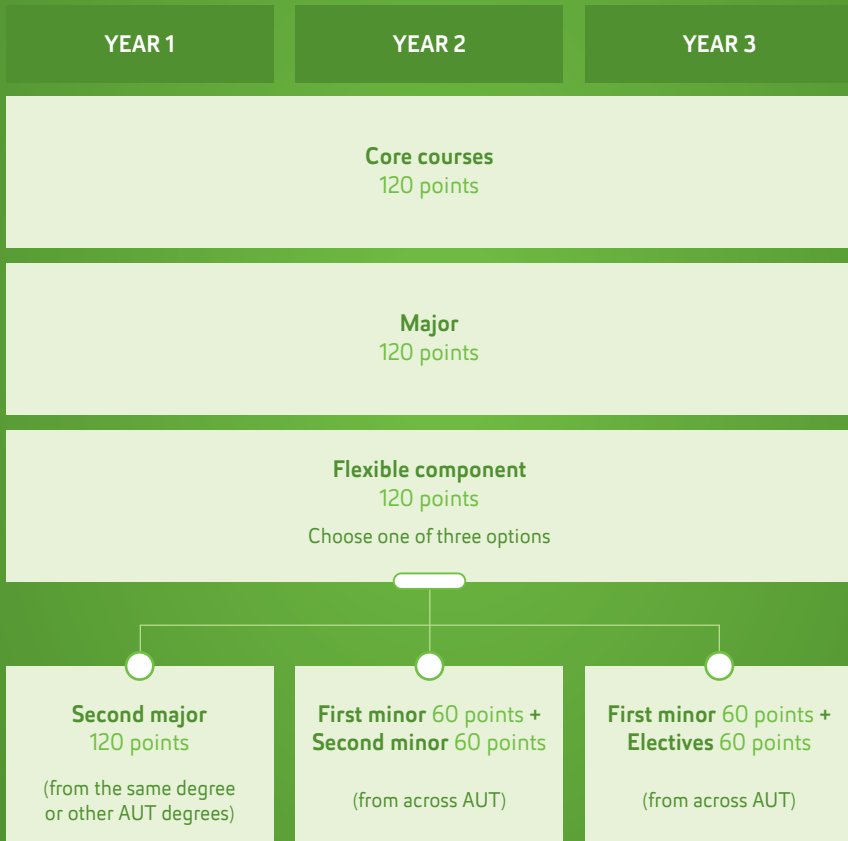 YEAR 1
YEAR 2
YEAR 3
Core courses
120 points
Major
120 points
Flexible component
120 points
Choose one of three options
Second major
120 points
(from the same degree
or other AUT degrees)
First minor 60 points +
Second minor 60 points
(from across AUT)
First minor 60 points +
Electives 60 points
(from across AUT)